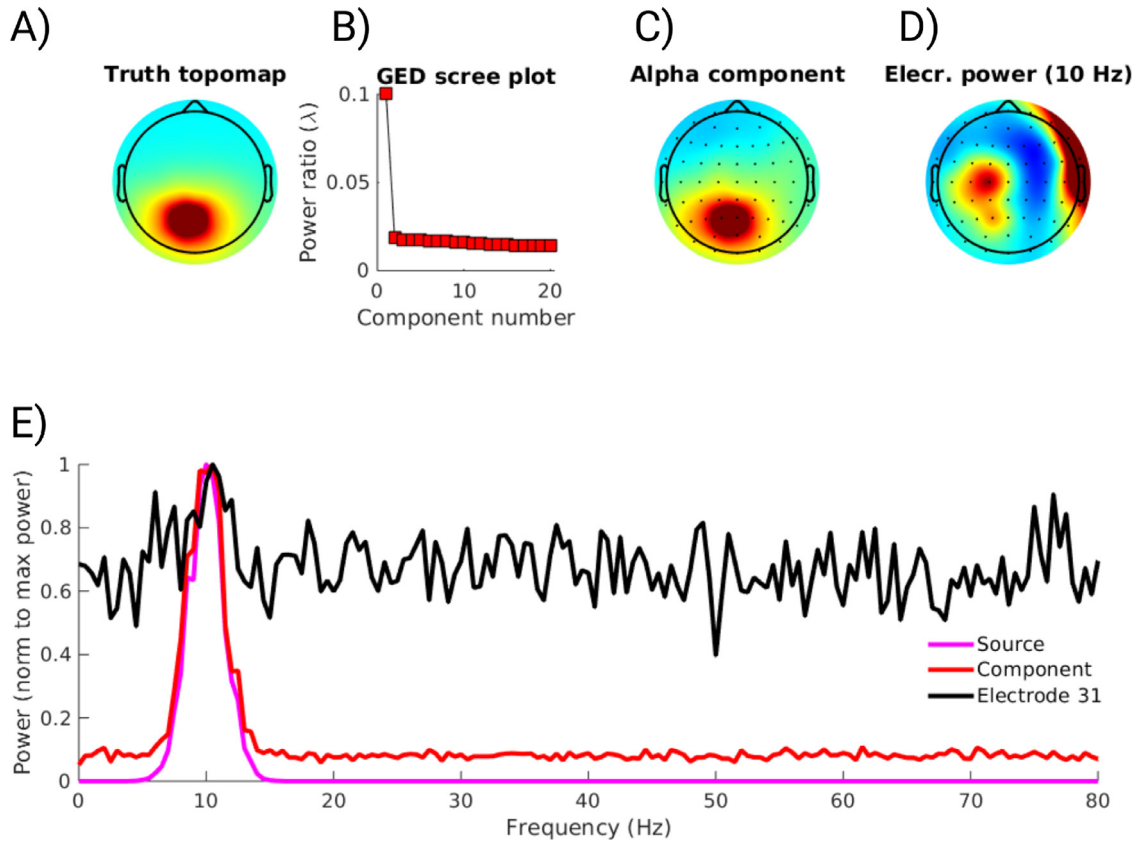 A)
B)
C)
D)
Truth topomap
GED scree plot
Alpha component
Elecr. power (10 Hz)
Power ratio (λ)
0.1
0.05
0
0 10 20
Component number
E)
Power (norm to max power)
1
0.8
0.6
0.4
0.2
0
Source
Component
Electrode 31
0 10 20 30 40 50 60 70 80
Frequency (Hz)